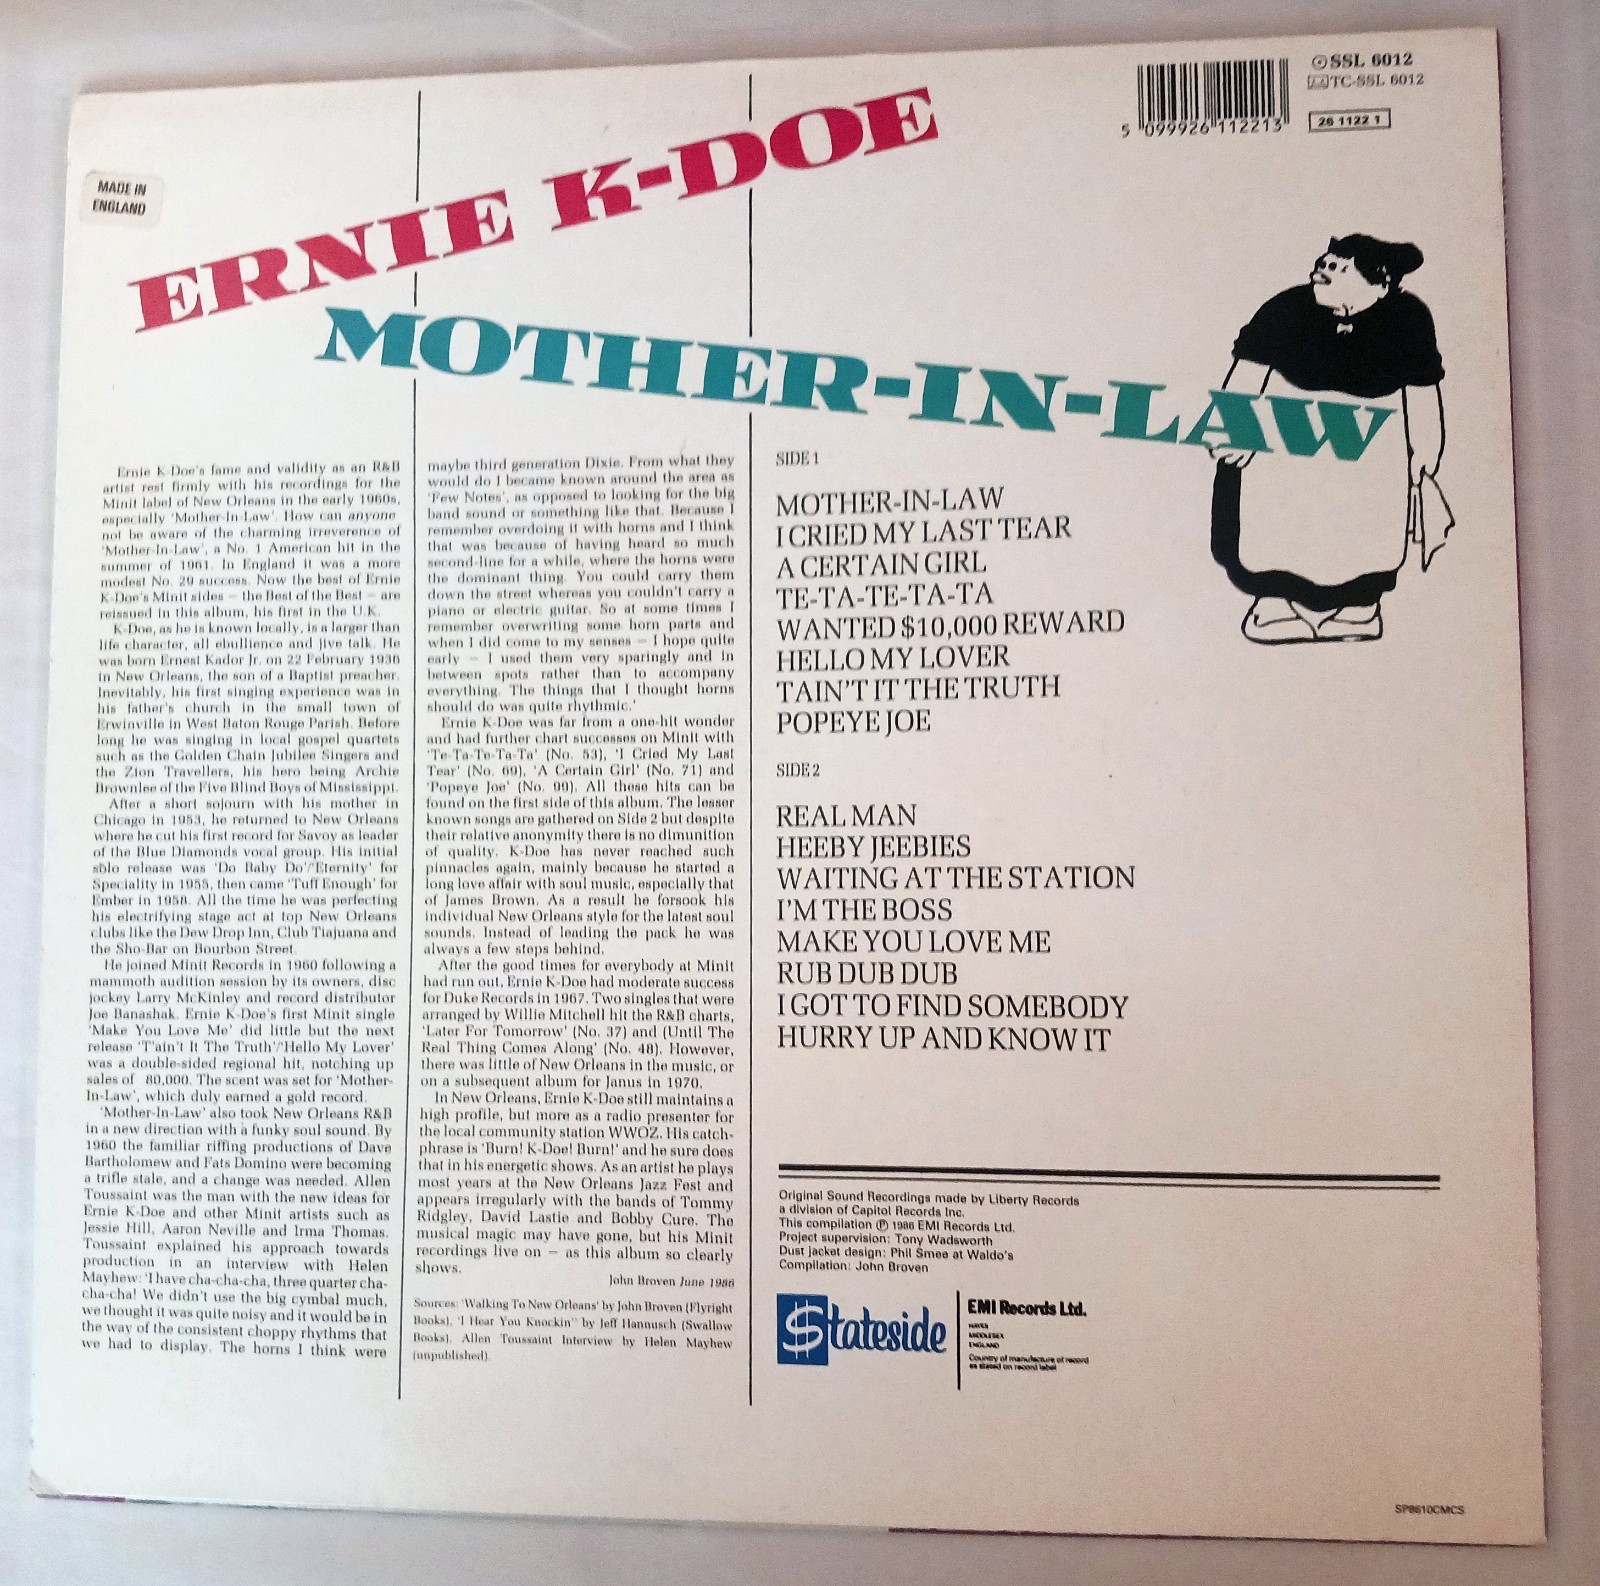 SSL 6012
TC-SSL 6012
5 099926 112213
26 1122 1
MADE IN
ENGLAND
ERNIE K-DOE
MOTHER-IN-LAW
Ernie K-Doe's fame and validity as an R&B
artist rest firmly with his recordings for the
Minit label of New Orleans in the early 1960s,
especially 'Mother-In-Law'. How can anyone
not be aware of the charming irreverence of
'Mother-In-Law', a No. 1 American hit in the
summer of 1961. In England it was a more
modest No. 29 success. Now the best of Ernie
K-Doe's Minit sides – the Best of the Best – are
reissued in this album, his first in the U.K.
K-Doe, as he is known locally, is a larger than
life character, all ebullience and jive talk. He
was born Ernest Kador Jr. on 22 February 1936
in New Orleans, the son of a Baptist preacher.
Inevitably, his first singing experience was in
his father's church in the small town of
Erwinville in West Baton Rouge Parish. Before
long he was singing in local gospel quartets
such as the Golden Chain Jubilee Singers and
the Zion Travellers, his hero being Archie
Brownlee of the Five Blind Boys of Mississippi.
After a short sojourn with his mother in
Chicago in 1953, he returned to New Orleans
where he cut his first record for Savoy as leader
of the Blue Diamonds vocal group. His initial
solo release was 'Do Baby Do'/'Eternity' for
Speciality in 1955, then came 'Tuff Enough' for
Ember in 1958. All the time he was perfecting
his electrifying stage act at top New Orleans
clubs like the Dew Drop Inn, Club Tiajuana and
the Sho-Bar on Bourbon Street.
He joined Minit Records in 1960 following a
mammoth audition session by its owners, disc
jockey Larry McKinley and record distributor
Joe Banashak. Ernie K-Doe's first Minit single
'Make You Love Me' did little but the next
release 'T'ain't It The Truth'/'Hello My Lover'
was a double-sided regional hit, notching up
sales of 80,000. The scent was set for 'Mother-
In-Law', which duly earned a gold record.
'Mother-In-Law' also took New Orleans R&B
in a new direction with a funky soul sound. By
1960 the familiar riffing productions of Dave
Bartholomew and Fats Domino were becoming
a trifle stale, and a change was needed. Allen
Toussaint was the man with the new ideas for
Ernie K-Doe and other Minit artists such as
Jessie Hill, Aaron Neville and Irma Thomas.
Toussaint explained his approach towards
production in an interview with Helen
Mayhew: 'I have cha-cha-cha, three quarter cha-
cha-cha! We didn't use the big cymbal much,
we thought it was quite noisy and it would be in
the way of the consistent choppy rhythms that
we had to display. The horns I think were
maybe third generation Dixie. From what they
would do I became known around the area as
'Few Notes', as opposed to looking for the big
band sound or something like that. Because I
remember overdoing it with horns and I think
that was because of having heard so much
second-line for a while, where the horns were
the dominant thing. You could carry them
down the street whereas you couldn't carry a
piano or electric guitar. So at some times I
remember overwriting some horn parts and
when I did come to my senses – I hope quite
early – I used them very sparingly and in
between spots rather than to accompany
everything. The things that I thought horns
should do was quite rhythmic.'
Ernie K-Doe was far from a one-hit wonder
and had further chart successes on Minit with
'Te-Ta-Te-Ta-Ta' (No. 53), 'I Cried My Last
Tear' (No. 69), 'A Certain Girl' (No. 71) and
'Popeye Joe' (No. 99). All these hits can be
found on the first side of this album. The lesser
known songs are gathered on Side 2 but despite
their relative anonymity there is no dimunition
of quality. K-Doe has never reached such
pinnacles again, mainly because he started a
long love affair with soul music, especially that
of James Brown. As a result he forsook his
individual New Orleans style for the latest soul
sounds. Instead of leading the pack he was
always a few steps behind.
After the good times for everybody at Minit
had run out, Ernie K-Doe had moderate success
for Duke Records in 1967. Two singles that were
arranged by Willie Mitchell hit the R&B charts,
'Later For Tomorrow' (No. 37) and (Until The
Real Thing Comes Along' (No. 48). However,
there was little of New Orleans in the music, or
on a subsequent album for Janus in 1970.
In New Orleans, Ernie K-Doe still maintains a
high profile, but more as a radio presenter for
the local community station WWOZ. His catch-
phrase is 'Burn! K-Doe! Burn!' and he sure does
that in his energetic shows. As an artist he plays
most years at the New Orleans Jazz Fest and
appears irregularly with the bands of Tommy
Ridgley, David Lastie and Bobby Cure. The
musical magic may have gone, but his Minit
recordings live on – as this album so clearly
shows.
John Broven June 1986
Sources: 'Walking To New Orleans' by John Broven (Flyright
Books), 'I Hear You Knockin'' by Jeff Hannusch (Swallow
Books), Allen Toussaint Interview by Helen Mayhew
(unpublished).
SIDE 1
MOTHER-IN-LAW
I CRIED MY LAST TEAR
A CERTAIN GIRL
TE-TA-TE-TA-TA
WANTED $10,000 REWARD
HELLO MY LOVER
TAIN'T IT THE TRUTH
POPEYE JOE
SIDE 2
REAL MAN
HEEBY JEEBIES
WAITING AT THE STATION
I'M THE BOSS
MAKE YOU LOVE ME
RUB DUB DUB
I GOT TO FIND SOMEBODY
HURRY UP AND KNOW IT
Original Sound Recordings made by Liberty Records
a division of Capitol Records Inc.
This compilation ℗ 1986 EMI Records Ltd.
Project supervision: Tony Wadsworth
Dust jacket design: Phil Smee at Waldo's
Compilation: John Broven
$tateside
EMI Records Ltd.
HAYES
MIDDLESEX
ENGLAND
Country of manufacture of record
as stated on record label
SP8610CMCS